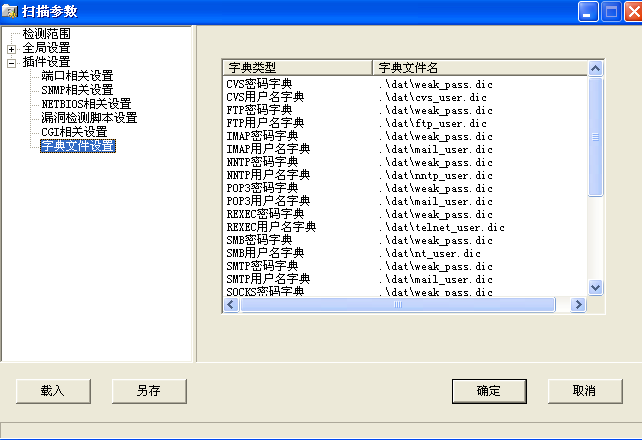 扫描参数
检测范围
全局设置
插件设置
端口相关设置
SNMP相关设置
NETBIOS相关设置
漏洞检测脚本设置
CGI相关设置
字典文件设置
字典类型 字典文件名
CVS密码字典 .\dat\weak_pass.dic
CVS用户名字典 .\dat\cvs_user.dic
FTP密码字典 .\dat\weak_pass.dic
FTP用户名字典 .\dat\ftp_user.dic
IMAP密码字典 .\dat\weak_pass.dic
IMAP用户名字典 .\dat\mail_user.dic
NNTP密码字典 .\dat\weak_pass.dic
NNTP用户名字典 .\dat\nntp_user.dic
POP3密码字典 .\dat\weak_pass.dic
POP3用户名字典 .\dat\mail_user.dic
REXEC密码字典 .\dat\weak_pass.dic
REXEC用户名字典 .\dat\telnet_user.dic
SMB密码字典 .\dat\weak_pass.dic
SMB用户名字典 .\dat\nt_user.dic
SMTP密码字典 .\dat\weak_pass.dic
SMTP用户名字典 .\dat\mail_user.dic
SOCKS密码字典 .\dat\weak_pass.dic
载入 另存 确定 取消